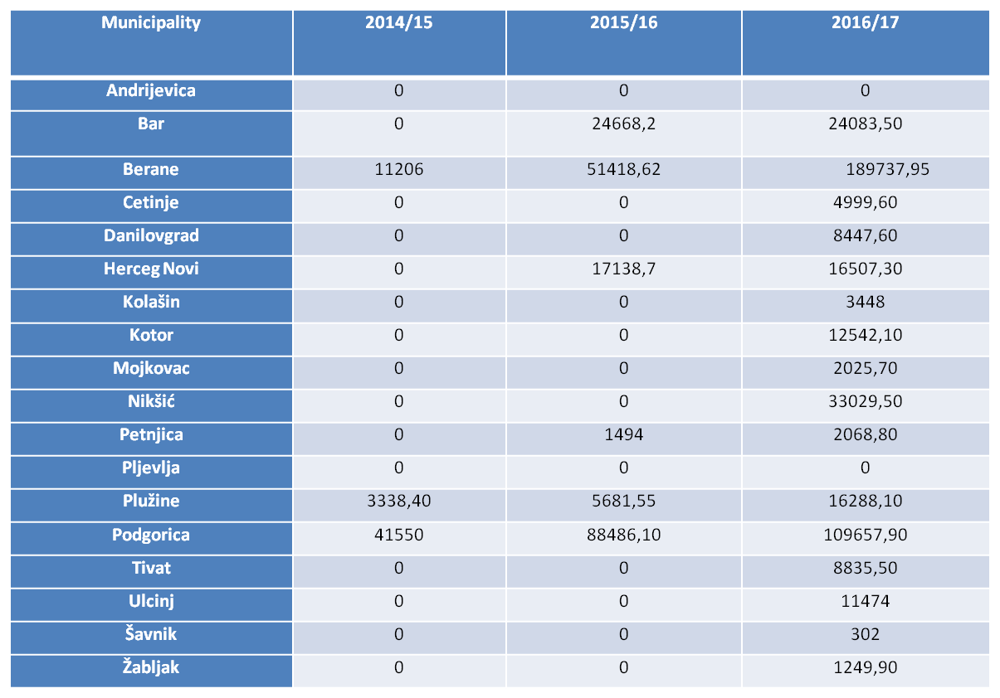 Municipality 2014/15 2015/16 2016/17
Andrijevica 0 0 0
Bar 0 24668,2 24083,50
Berane 11206 51418,62 189737,95
Cetinje 0 0 4999,60
Danilovgrad 0 0 8447,60
Herceg Novi 0 17138,7 16507,30
Kolašin 0 0 3448
Kotor 0 0 12542,10
Mojkovac 0 0 2025,70
Nikšić 0 0 33029,50
Petnjica 0 1494 2068,80
Pljevlja 0 0 0
Plužine 3338,40 5681,55 16288,10
Podgorica 41550 88486,10 109657,90
Tivat 0 0 8835,50
Ulcinj 0 0 11474
Šavnik 0 0 302
Žabljak 0 0 1249,90